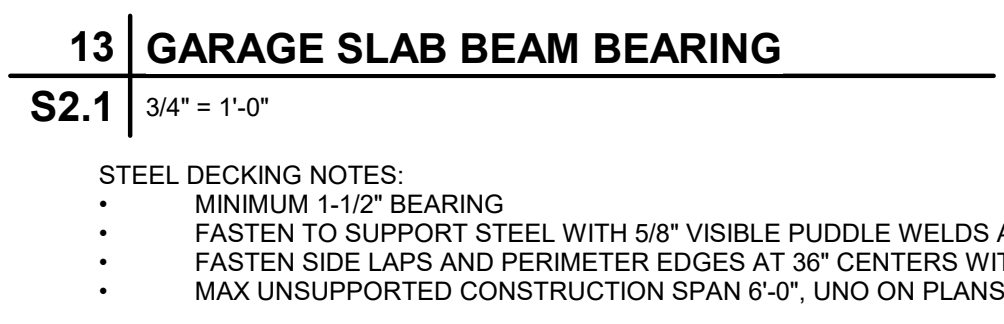 13 GARAGE SLAB BEAM BEARING
S2.1 3/4" = 1'-0"
STEEL DECKING NOTES:
• MINIMUM 1-1/2" BEARING
• FASTEN TO SUPPORT STEEL WITH 5/8" VISIBLE PUDDLE WELDS
• FASTEN SIDE LAPS AND PERIMETER EDGES AT 36" CENTERS
• MAX UNSUPPORTED CONSTRUCTION SPAN 6'-0", UNO ON PLANS